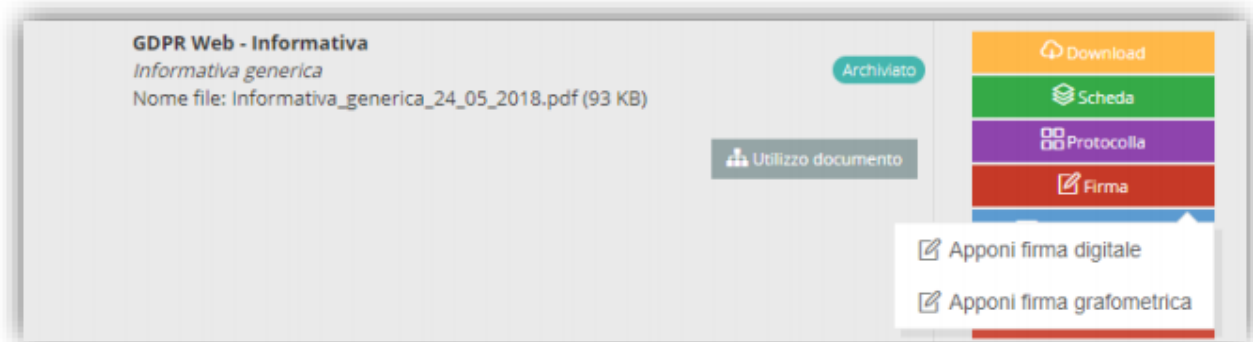 GDPR Web - Informativa
Informativa generica
Nome file: Informativa_generica_24_05_2018.pdf (93 KB)
Archiviato
Utilizzo documento
Download
Scheda
Protocolla
Firma
Apponi firma digitale
Apponi firma grafometrica